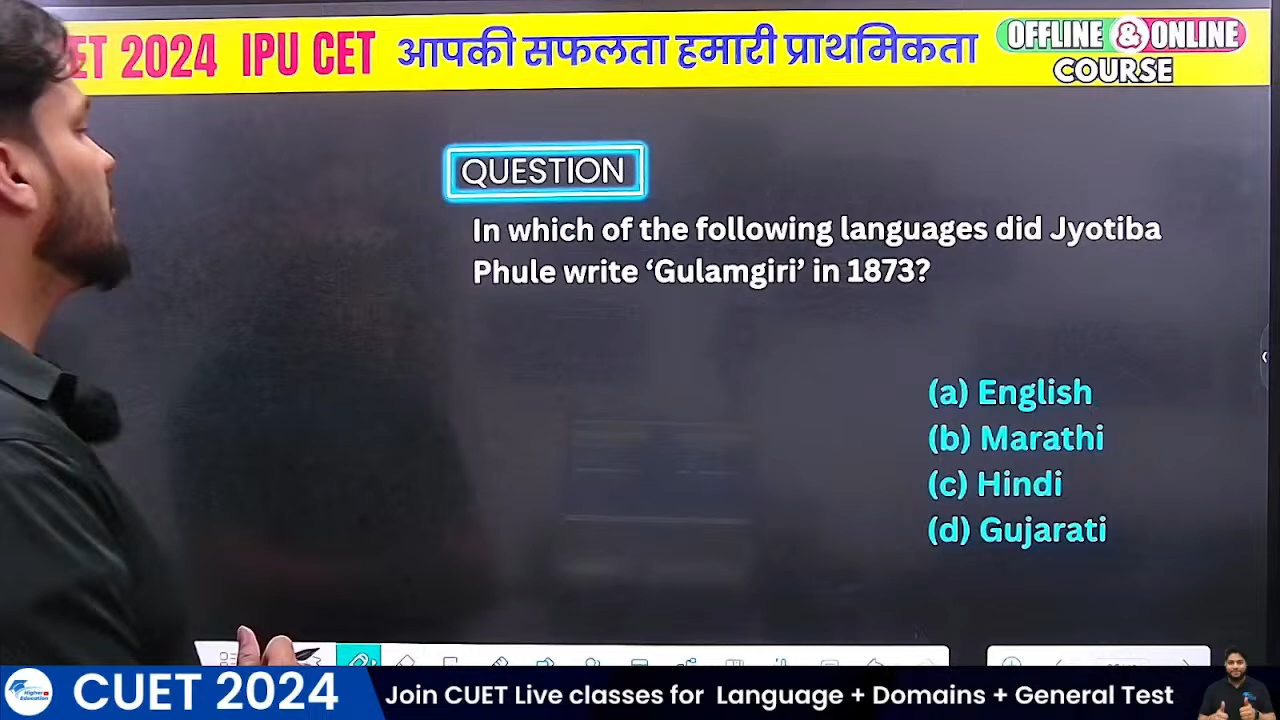 ET 2024 IPU CET आपकी सफलता हमारी प्राथमिकता
OFFLINE & ONLINE
COURSE
QUESTION
In which of the following languages did Jyotiba
Phule write ‘Gulamgiri’ in 1873?
(a) English
(b) Marathi
(c) Hindi
(d) Gujarati
Higher
Education
CUET 2024
Join CUET Live classes for Language + Domains + General Test